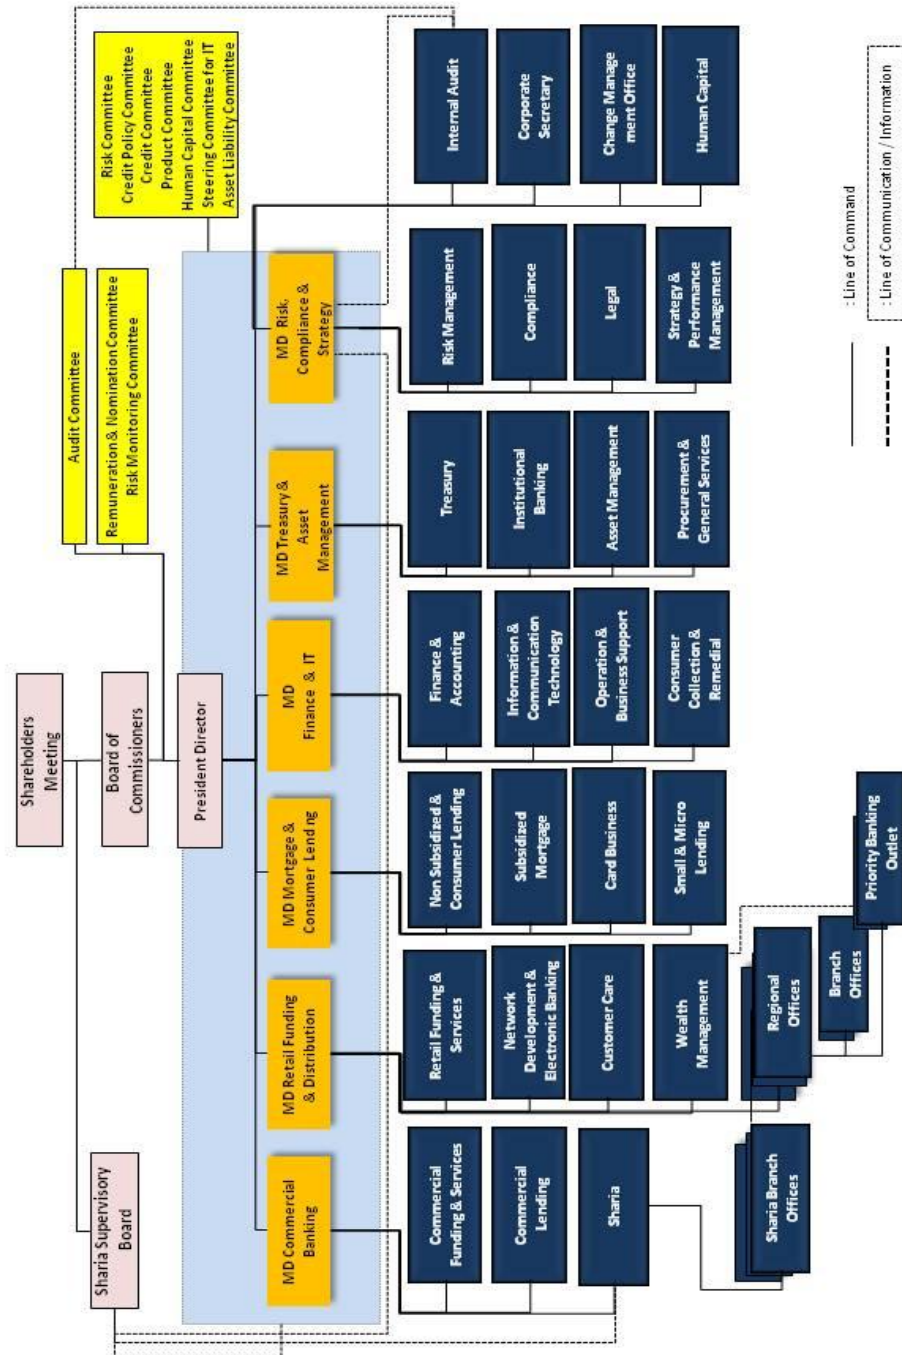 Shareholders
Meeting
Sharia Supervisory
Board
Board of
Commissioners
Audit Committee
Remuneration & Nomination Committee
Risk Monitoring Committee
President Director
Risk Committee
Credit Policy Committee
Credit Committee
Product Committee
Human Capital Committee
Steering Committee for IT
Asset Liability Committee
MD Commercial
Banking
MD Retail Funding
& Distribution
MD Mortgage &
Consumer Lending
MD
Finance & IT
MD Treasury &
Asset
Management
MD Risk,
Compliance &
Strategy
Commercial
Funding & Services
Commercial
Lending
Sharia
Retail Funding &
Services
Network
Development &
Electronic Banking
Customer Care
Wealth
Management
Non Subsidized &
Consumer Lending
Subsidized
Mortgage
Card Business
Small & Micro
Lending
Finance &
Accounting
Information &
Communication
Technology
Operation &
Business Support
Consumer
Collection &
Remedial
Treasury
Institutional
Banking
Asset Management
Procurement &
General Services
Risk Management
Compliance
Legal
Strategy &
Performance
Management
Internal Audit
Corporate
Secretary
Change Manage
ment Office
Human Capital
Sharia Branch
Offices
Regional
Offices
Branch
Offices
Priority Banking
Outlet
: Line of Command
: Line of Communication / Information